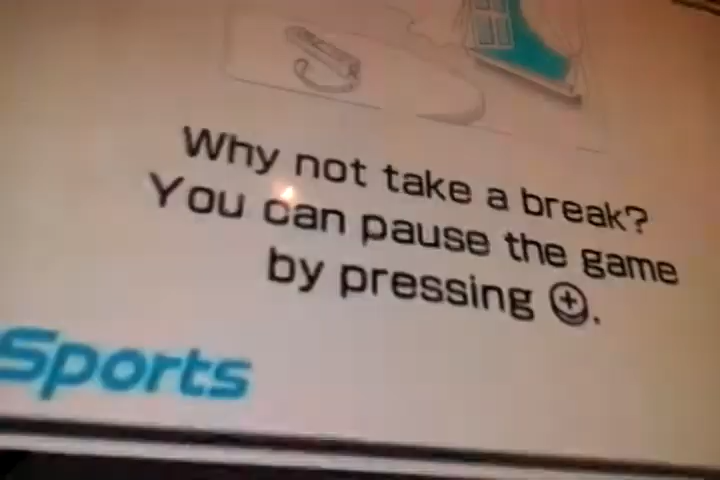 Why not take a break?
You can pause the game
by pressing ⊕.
Sports